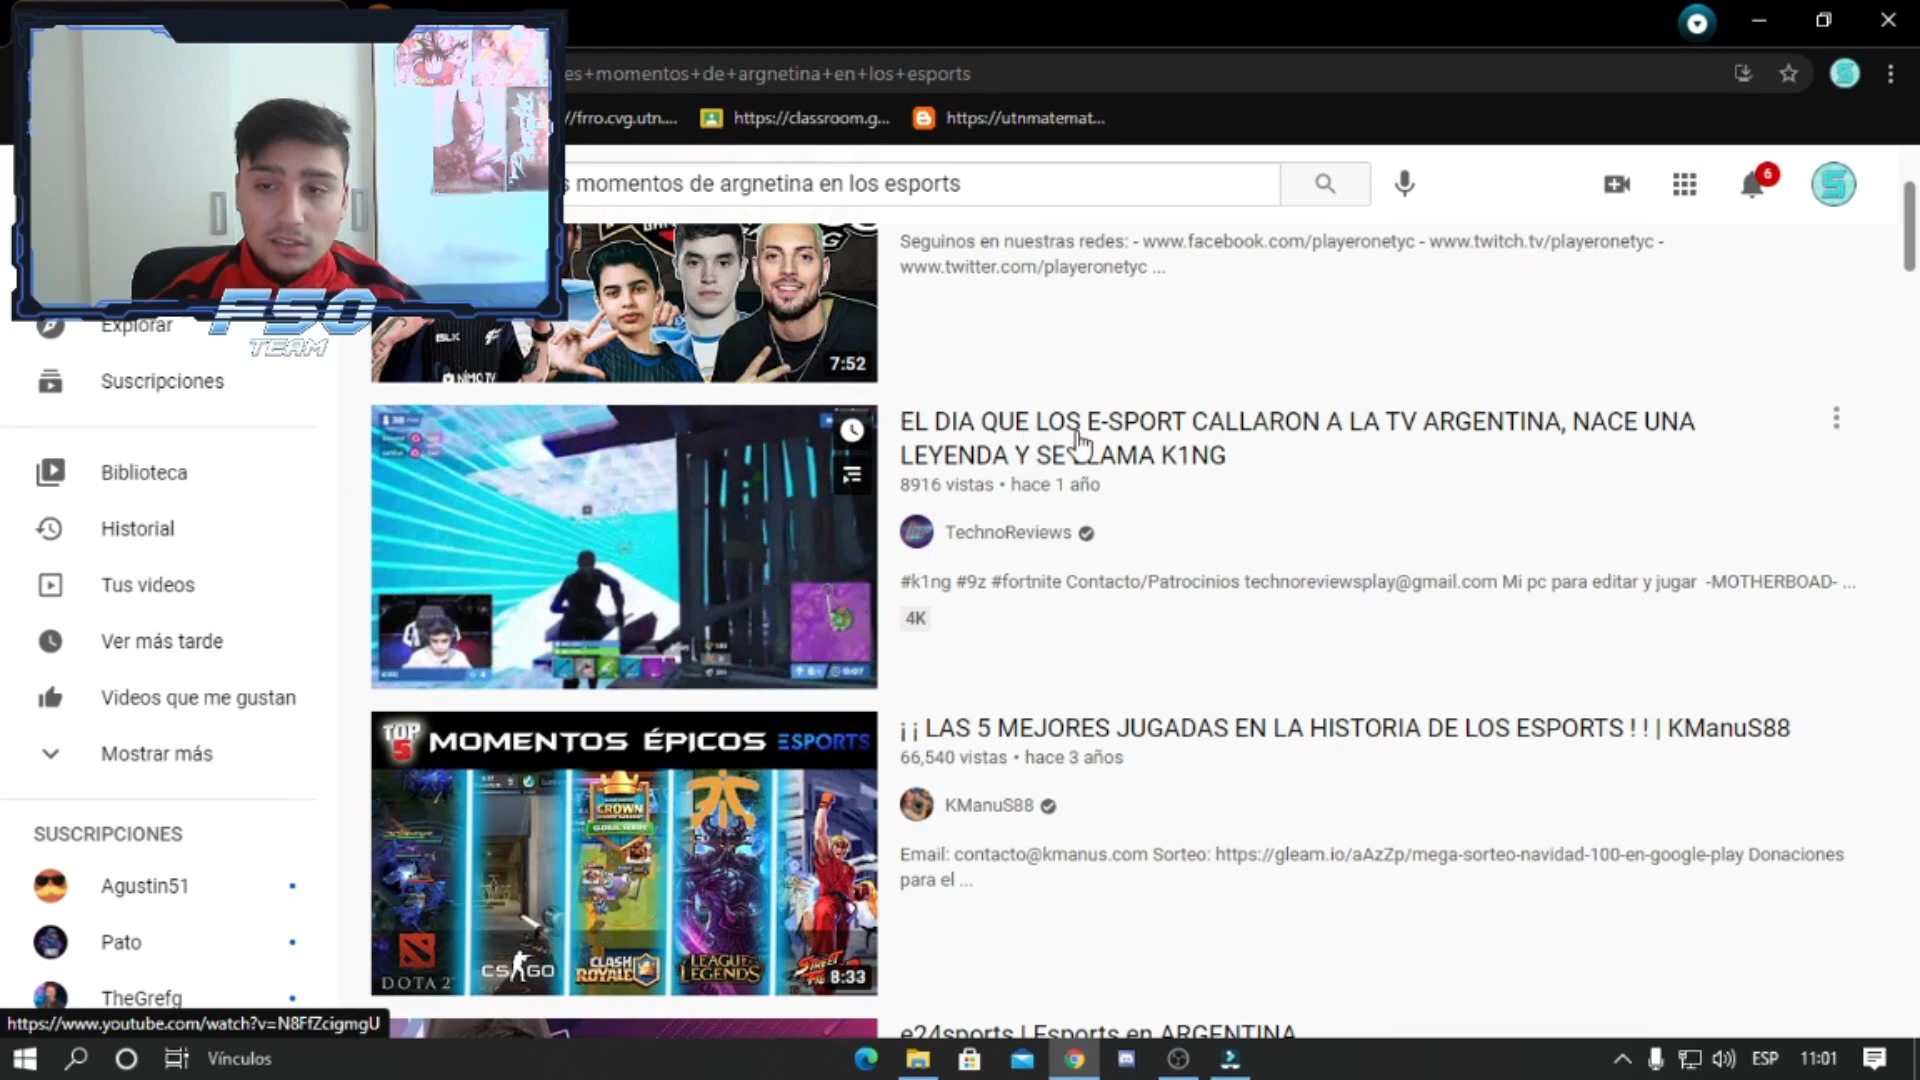 es+momentos+de+argnetina+en+los+esports
//frro.cvg.utn....
https://classroom.g...
https://utnmatemat...
s momentos de argnetina en los esports
6
Seguinos en nuestras redes: - www.facebook.com/playeronetyc - www.twitch.tv/playeronetyc -
www.twitter.com/playeronetyc ...
7:52
F50
TEAM
Explorar
Suscripciones
Biblioteca
Historial
Tus videos
Ver más tarde
Videos que me gustan
Mostrar más
SUSCRIPCIONES
Agustin51
Pato
TheGrefg
EL DIA QUE LOS E-SPORT CALLARON A LA TV ARGENTINA, NACE UNA
LEYENDA Y SE LLAMA K1NG
8916 vistas • hace 1 año
TechnoReviews
#k1ng #9z #fortnite Contacto/Patrocinios technoreviewsplay@gmail.com Mi pc para editar y jugar -MOTHERBOAD- ...
4K
TOP 5 MOMENTOS ÉPICOS ESPORTS
DOTA 2
CS:GO
CLASH
ROYALE
LEAGUE
LEGENDS
8:33
¡ ¡ LAS 5 MEJORES JUGADAS EN LA HISTORIA DE LOS ESPORTS ! ! | KManuS88
66,540 vistas • hace 3 años
KManuS88
Email: contacto@kmanus.com Sorteo: https://gleam.io/aAzZp/mega-sorteo-navidad-100-en-google-play Donaciones
para el ...
e24sports | Esports en ARGENTINA
https://www.youtube.com/watch?v=N8FfZcigmgU
Vínculos
ESP
11:01